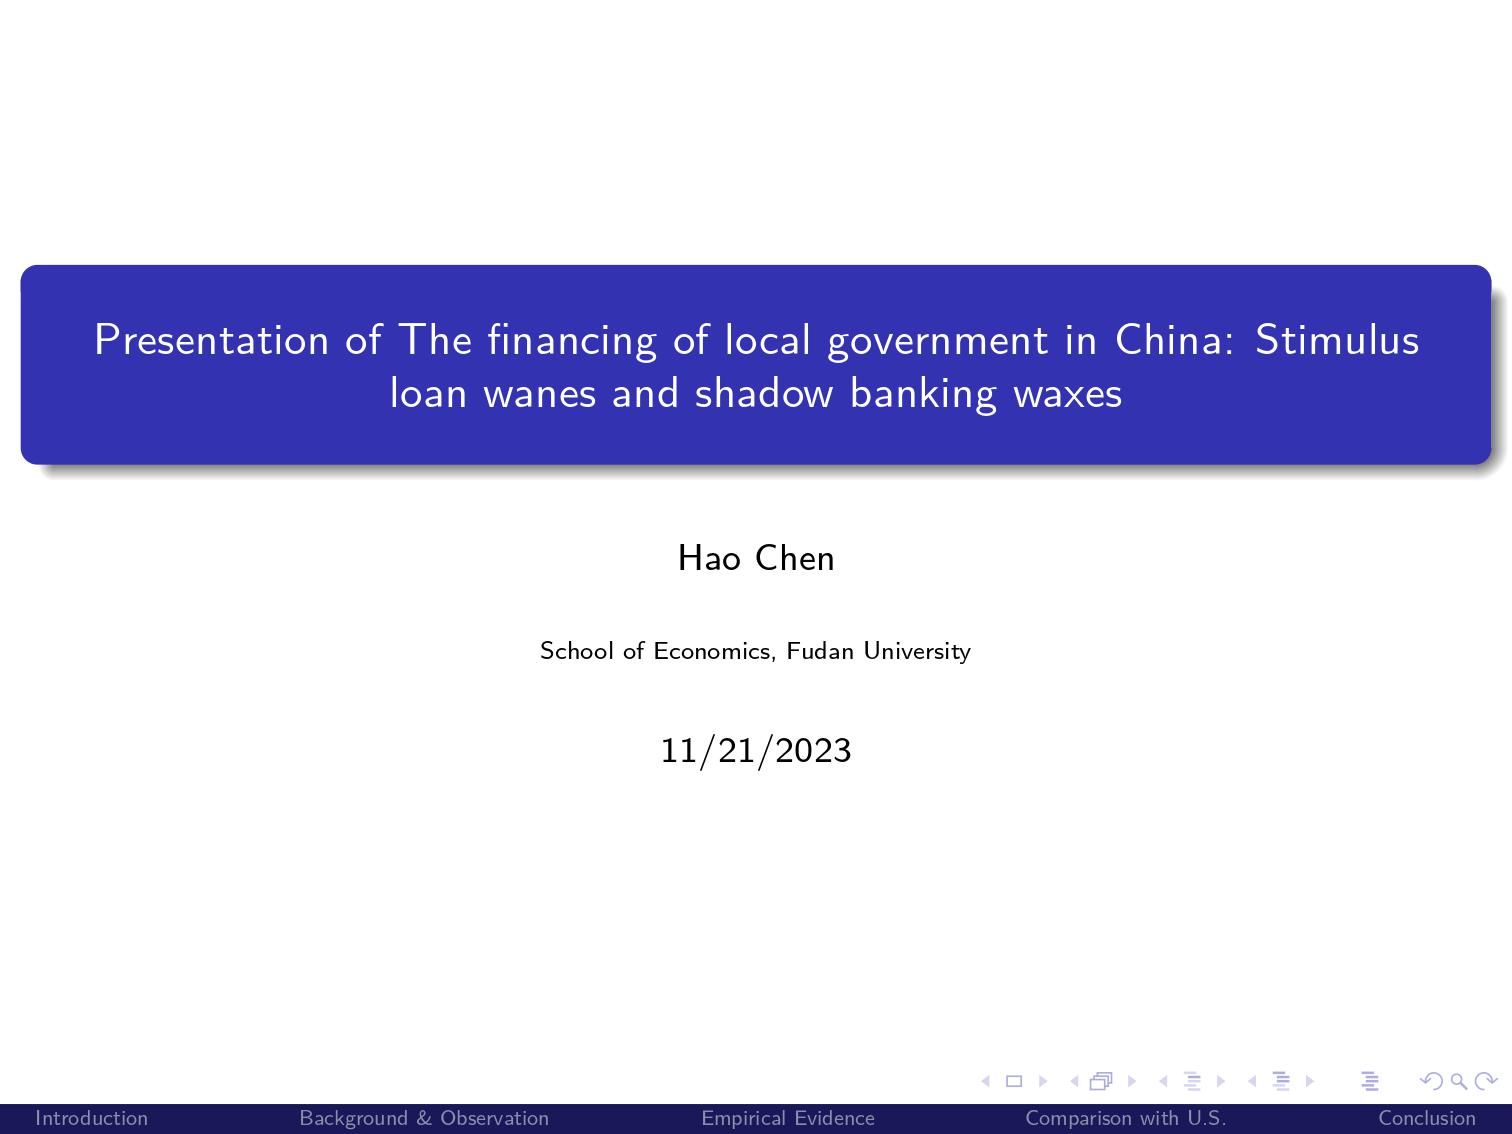 Presentation of The financing of local government in China: Stimulus
loan wanes and shadow banking waxes
Hao Chen
School of Economics, Fudan University
11/21/2023
Introduction Background & Observation Empirical Evidence Comparison with U.S. Conclusion